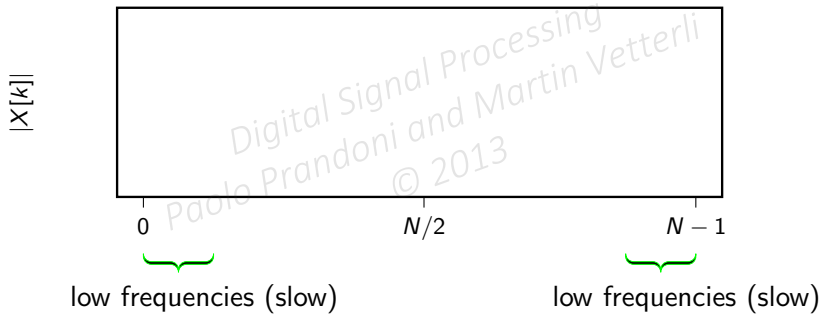 Digital Signal Processing
Paolo Prandoni and Martin Vetterli
© 2013
|X[k]|
0 N/2 N − 1
low frequencies (slow) low frequencies (slow)